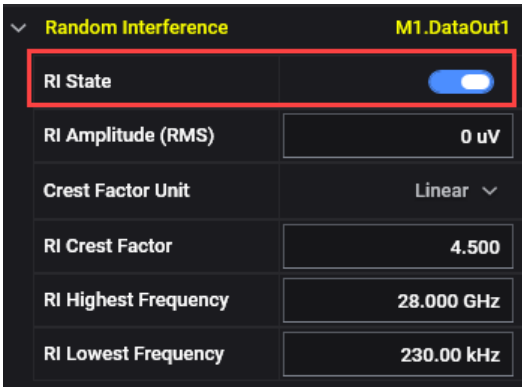 Random Interference M1.DataOut1
RI State
RI Amplitude (RMS) 0 uV
Crest Factor Unit Linear
RI Crest Factor 4.500
RI Highest Frequency 28.000 GHz
RI Lowest Frequency 230.00 kHz